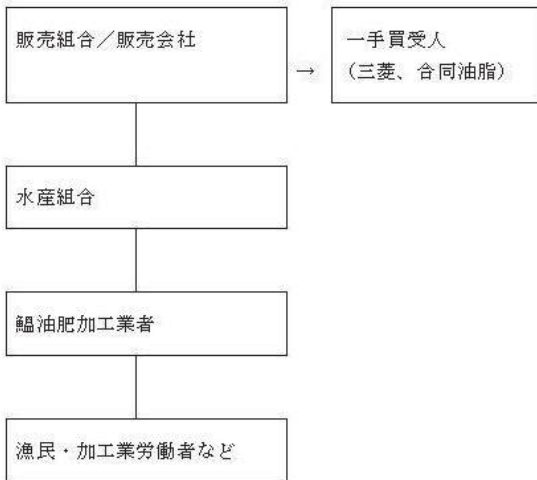 販売組合／販売会社
→
一手買受人
（三菱、合同油脂）
水産組合
鰮油肥加工業者
漁民・加工業労働者など